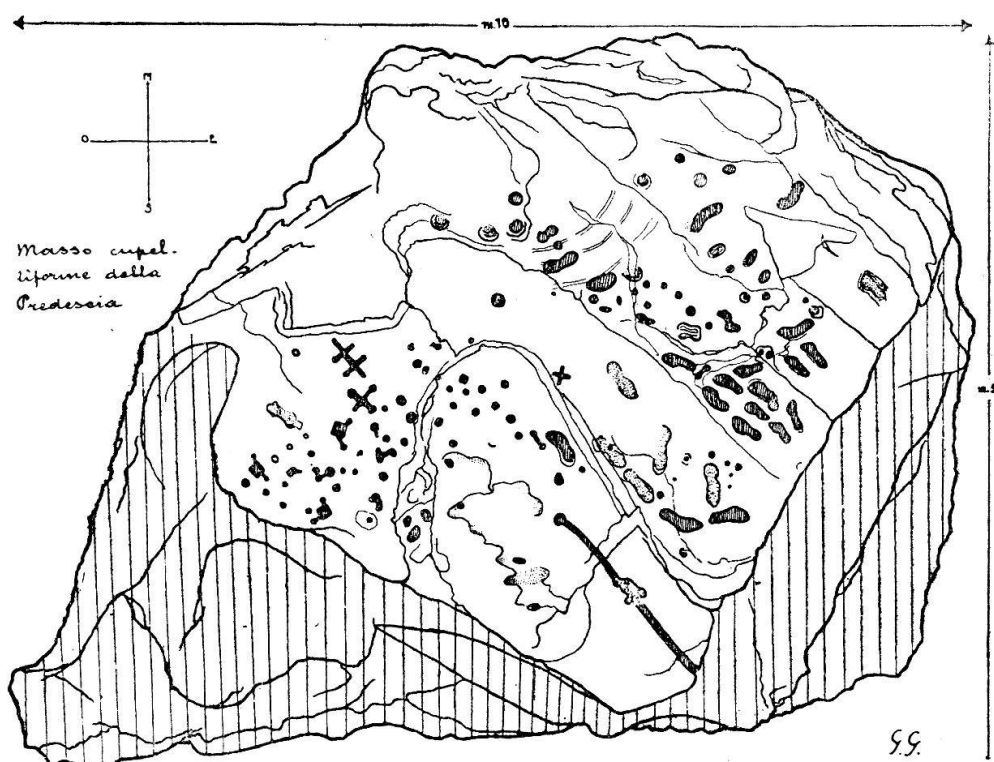 m.10
N
O E
S
Masso cupel-
liforme della
Predescia
G.G.